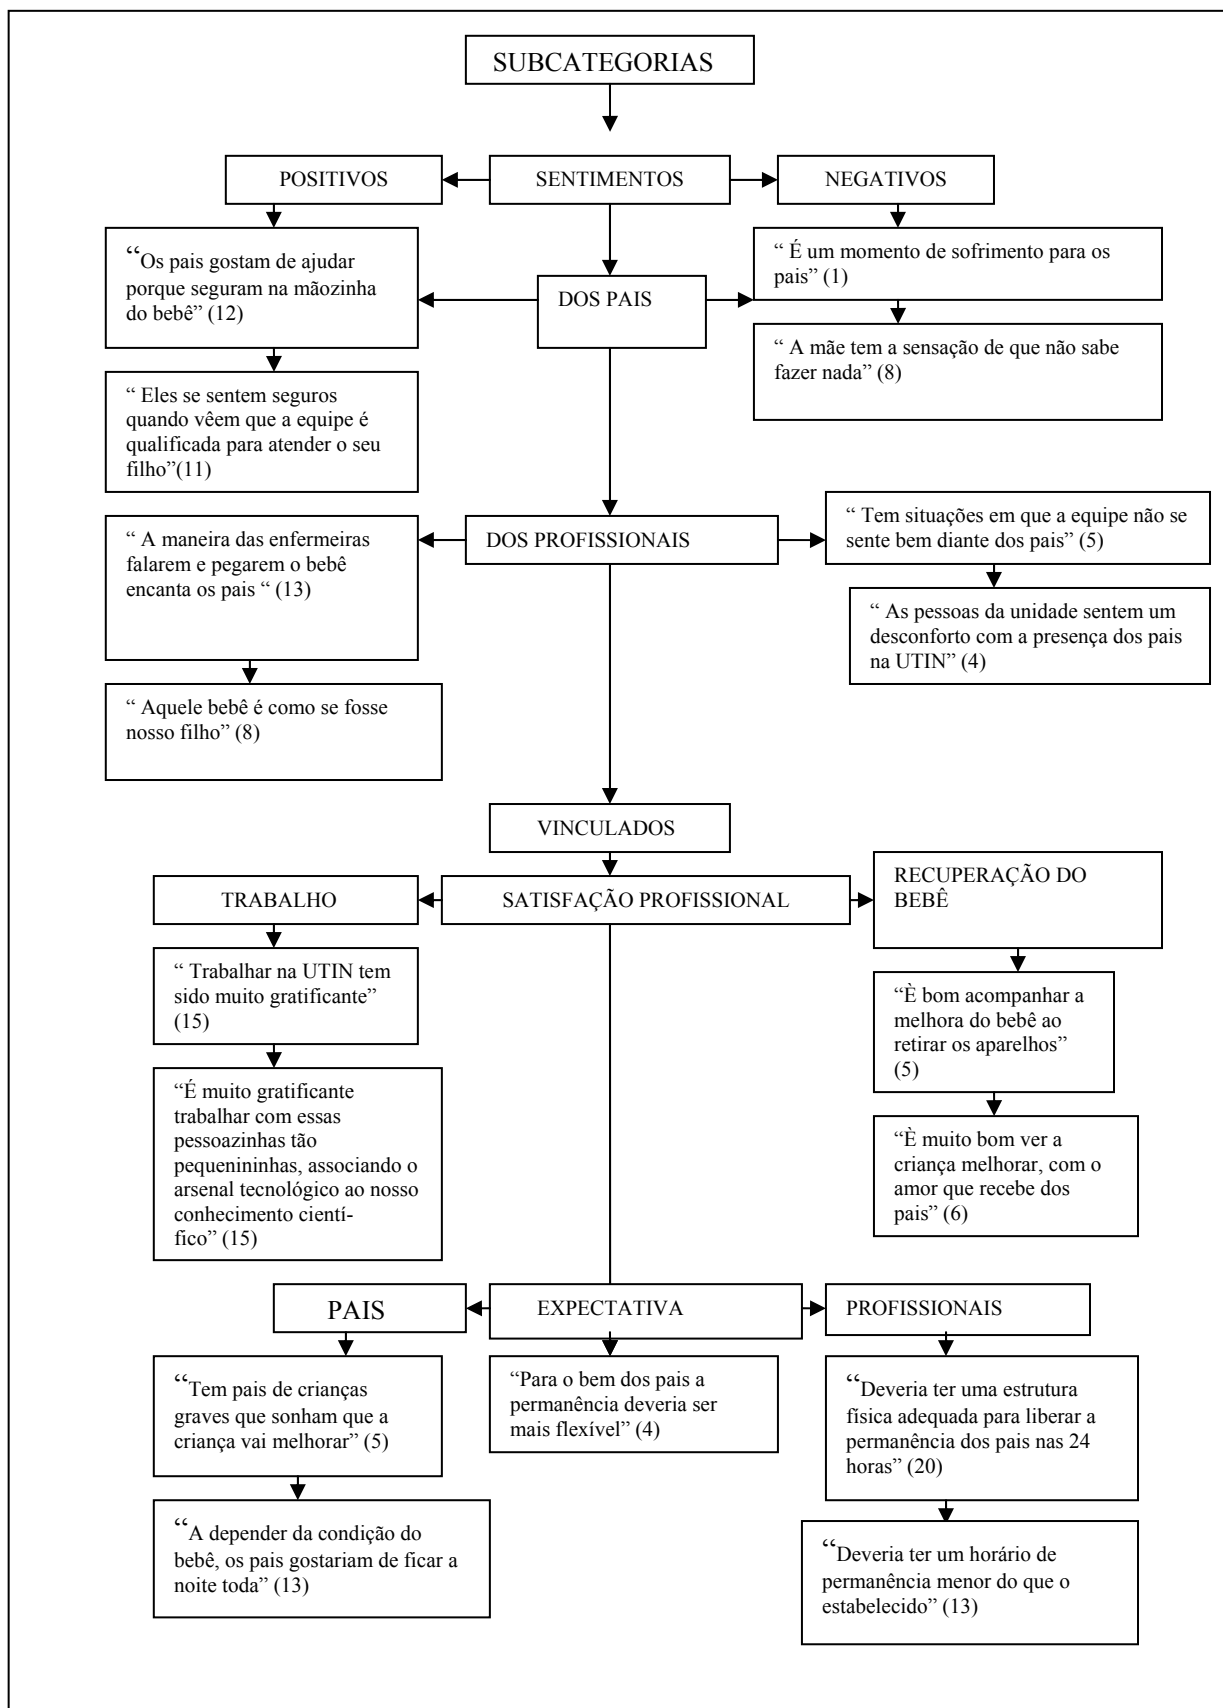 SUBCATEGORIAS
POSITIVOS
SENTIMENTOS
NEGATIVOS
“Os pais gostam de ajudar
porque seguram na mãozinha
do bebê” (12)
DOS PAIS
“ É um momento de sofrimento para os
pais” (1)
“ A mãe tem a sensação de que não sabe
fazer nada” (8)
“ Eles se sentem seguros
quando vêem que a equipe é
qualificada para atender o seu
filho”(11)
“ A maneira das enfermeiras
falarem e pegarem o bebê
encanta os pais “ (13)
DOS PROFISSIONAIS
“ Tem situações em que a equipe não se
sente bem diante dos pais” (5)
“ As pessoas da unidade sentem um
desconforto com a presença dos pais
na UTIN” (4)
“ Aquele bebê é como se fosse
nosso filho” (8)
VINCULADOS
TRABALHO
SATISFAÇÃO PROFISSIONAL
RECUPERAÇÃO DO
BEBÊ
“ Trabalhar na UTIN tem
sido muito gratificante”
(15)
“È bom acompanhar a
melhora do bebê ao
retirar os aparelhos”
(5)
“É muito gratificante
trabalhar com essas
pessoazinhas tão
pequenininhas, associando o
arsenal tecnológico ao nosso
conhecimento cientí-
fico” (15)
“È muito bom ver a
criança melhorar, com o
amor que recebe dos
pais” (6)
PAIS
EXPECTATIVA
PROFISSIONAIS
“Tem pais de crianças
graves que sonham que a
criança vai melhorar” (5)
“Para o bem dos pais a
permanência deveria ser
mais flexível” (4)
“Deveria ter uma estrutura
física adequada para liberar a
permanência dos pais nas 24
horas” (20)
“A depender da condição do
bebê, os pais gostariam de ficar a
noite toda” (13)
“Deveria ter um horário de
permanência menor do que o
estabelecido” (13)